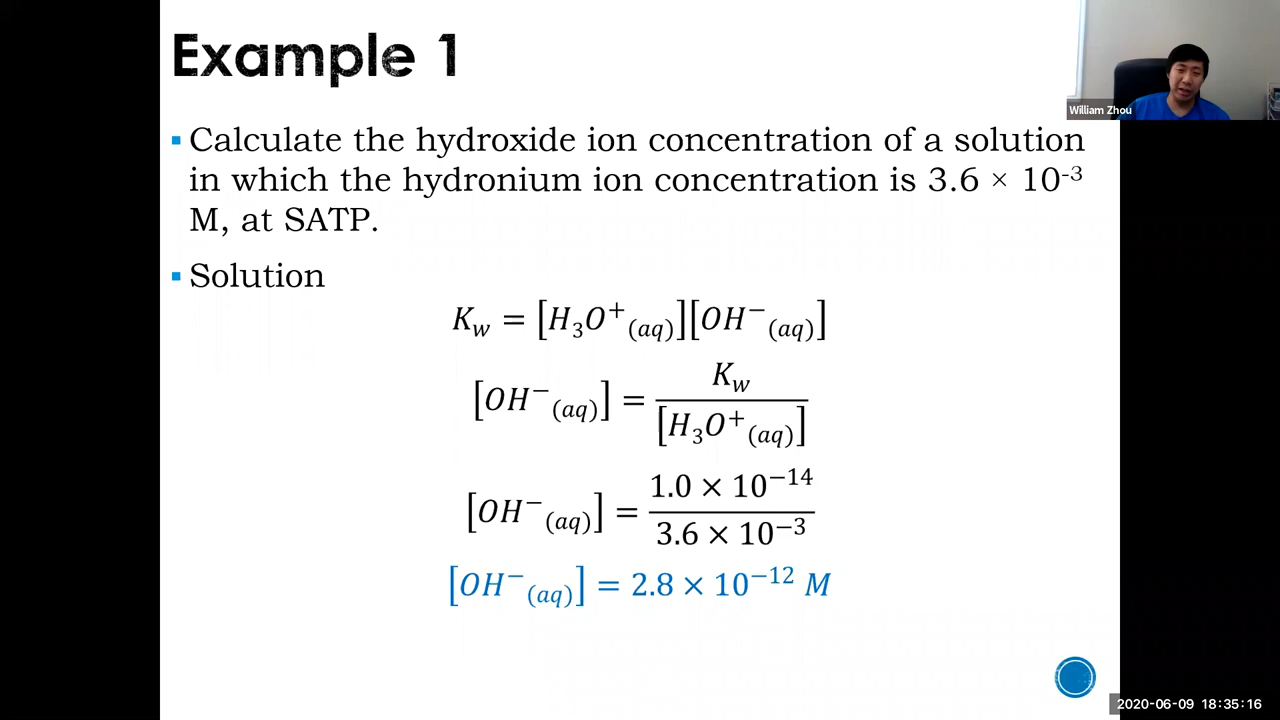 Example 1
William Zhou
▪ Calculate the hydroxide ion concentration of a solution
in which the hydronium ion concentration is 3.6 × 10⁻³
M, at SATP.
▪ Solution
K_w = [H₃O⁺₍aq₎][OH⁻₍aq₎]
[OH⁻₍aq₎] = K_w / [H₃O⁺₍aq₎]
[OH⁻₍aq₎] = 1.0 × 10⁻¹⁴ / 3.6 × 10⁻³
[OH⁻₍aq₎] = 2.8 × 10⁻¹² M
2020-06-09 18:35:16